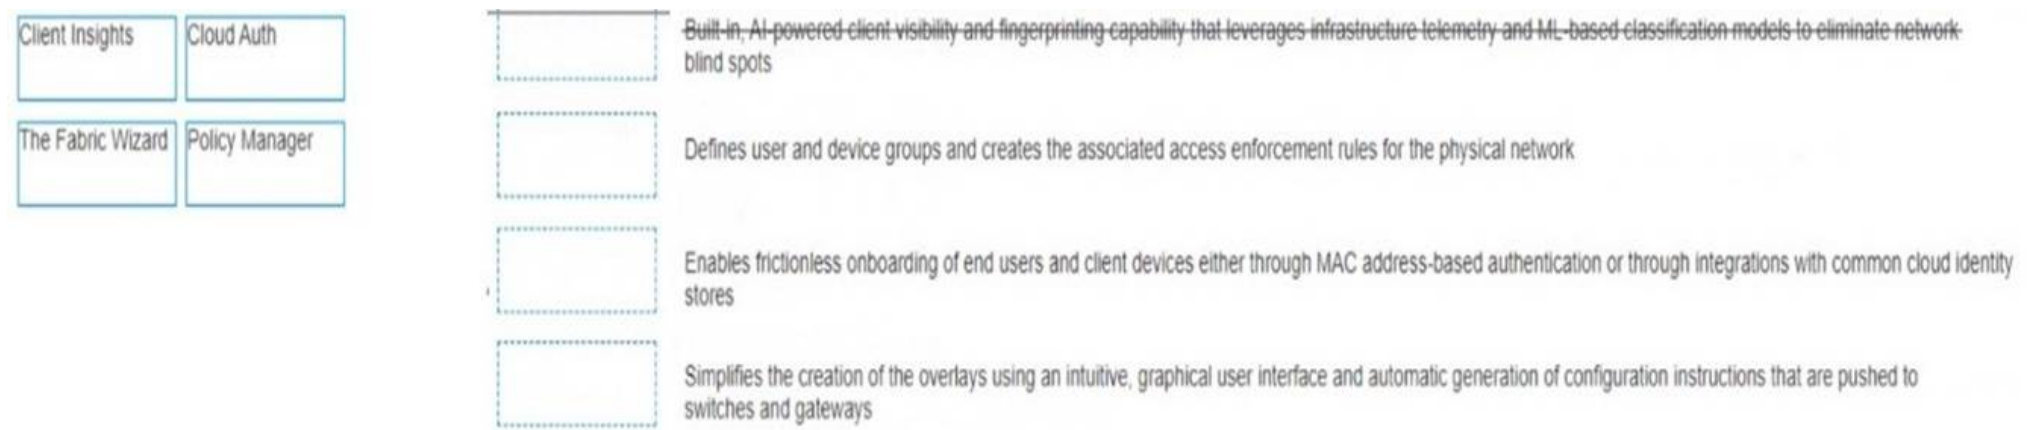 Client Insights
Cloud Auth
The Fabric Wizard
Policy Manager
Built-in, AI-powered client visibility and fingerprinting capability that leverages infrastructure telemetry and ML-based classification models to eliminate network
blind spots
Defines user and device groups and creates the associated access enforcement rules for the physical network
Enables frictionless onboarding of end users and client devices either through MAC address-based authentication or through integrations with common cloud identity
stores
Simplifies the creation of the overlays using an intuitive, graphical user interface and automatic generation of configuration instructions that are pushed to
switches and gateways